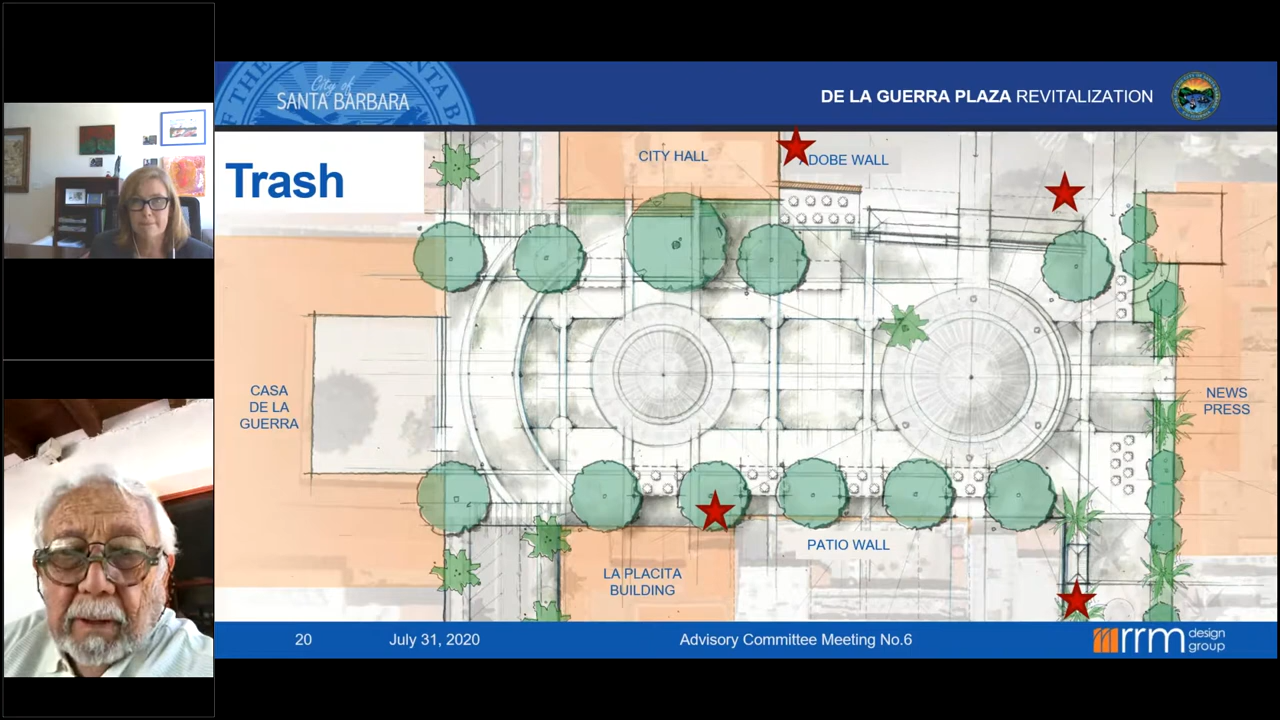 City of
SANTA BARBARA
DE LA GUERRA PLAZA REVITALIZATION
Trash
CITY HALL
ADOBE WALL
CASA
DE LA
GUERRA
NEWS
PRESS
PATIO WALL
LA PLACITA
BUILDING
20
July 31, 2020
Advisory Committee Meeting No.6
rrm design
group